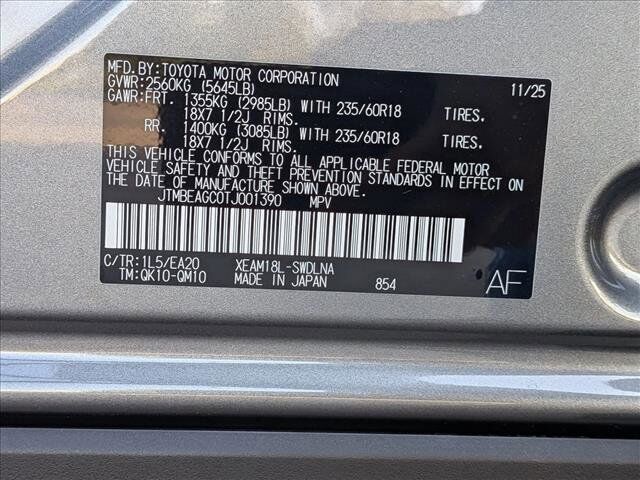 MFD.BY:TOYOTA MOTOR CORPORATION 11/25
GVWR:2560KG (5645LB)
GAWR:FRT. 1355KG (2985LB) WITH 235/60R18 TIRES.
18X7 1/2J RIMS.
RR. 1400KG (3085LB) WITH 235/60R18 TIRES.
18X7 1/2J RIMS.
THIS VEHICLE CONFORMS TO ALL APPLICABLE FEDERAL MOTOR
VEHICLE SAFETY AND THEFT PREVENTION STANDARDS IN EFFECT ON
THE DATE OF MANUFACTURE SHOWN ABOVE.
JTMBEAGC0TJ001390 MPV
C/TR:1L5/EA20 XEAM18L-SWDLNA
TM:QK10-QM10 MADE IN JAPAN 854 AF